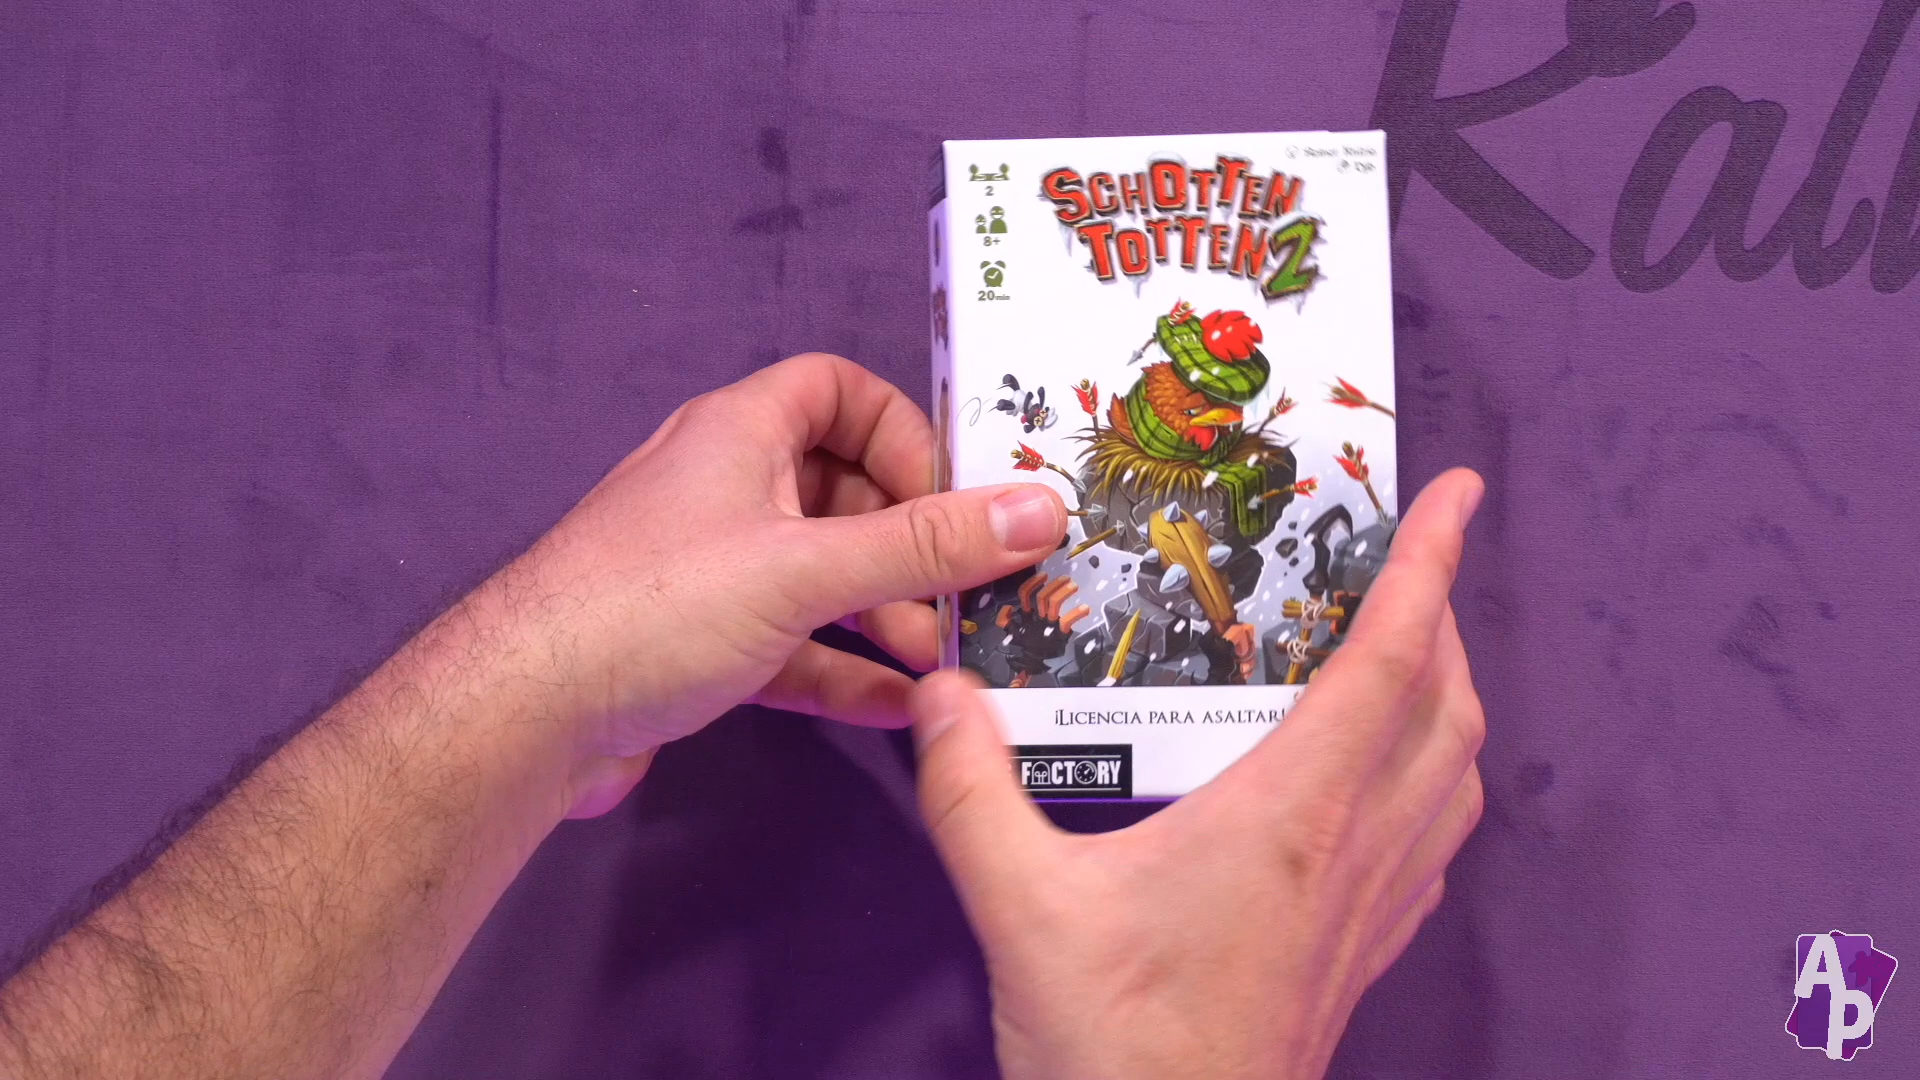 2
SCHOTTEN
TOTTEN 2
8+
20min
¡LICENCIA PARA ASALTAR!
FACTORY
AP